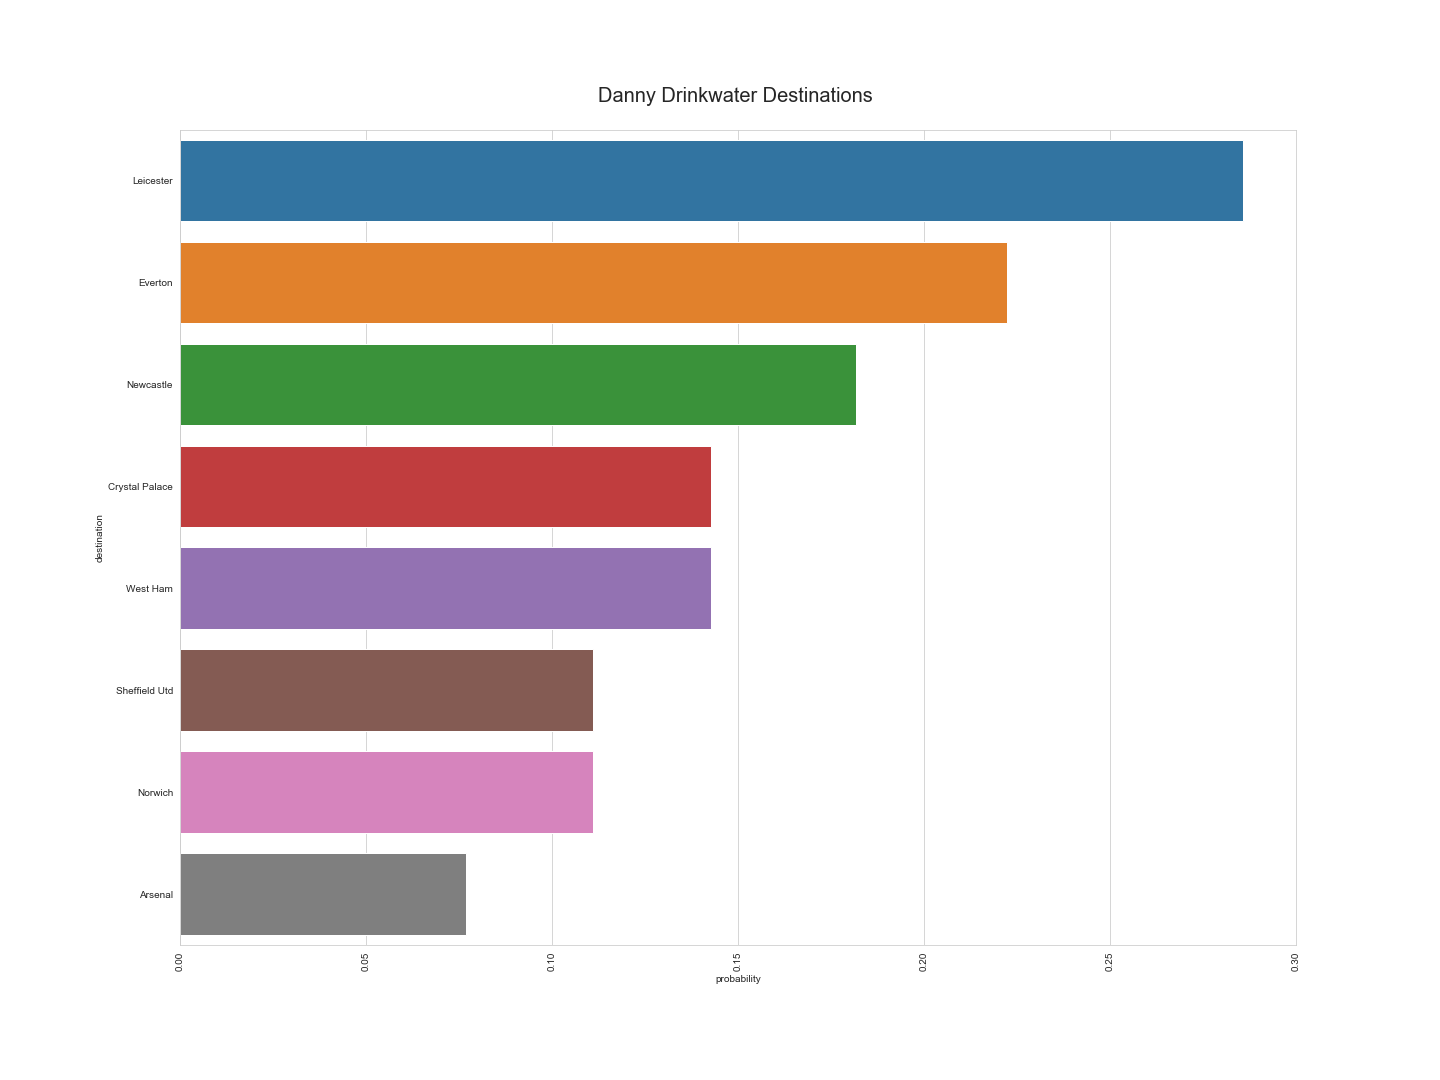 Danny Drinkwater Destinations
Leicester
Everton
Newcastle
Crystal Palace
West Ham
Sheffield Utd
Norwich
Arsenal
destination
0.00
0.05
0.10
0.15
0.20
0.25
0.30
probability